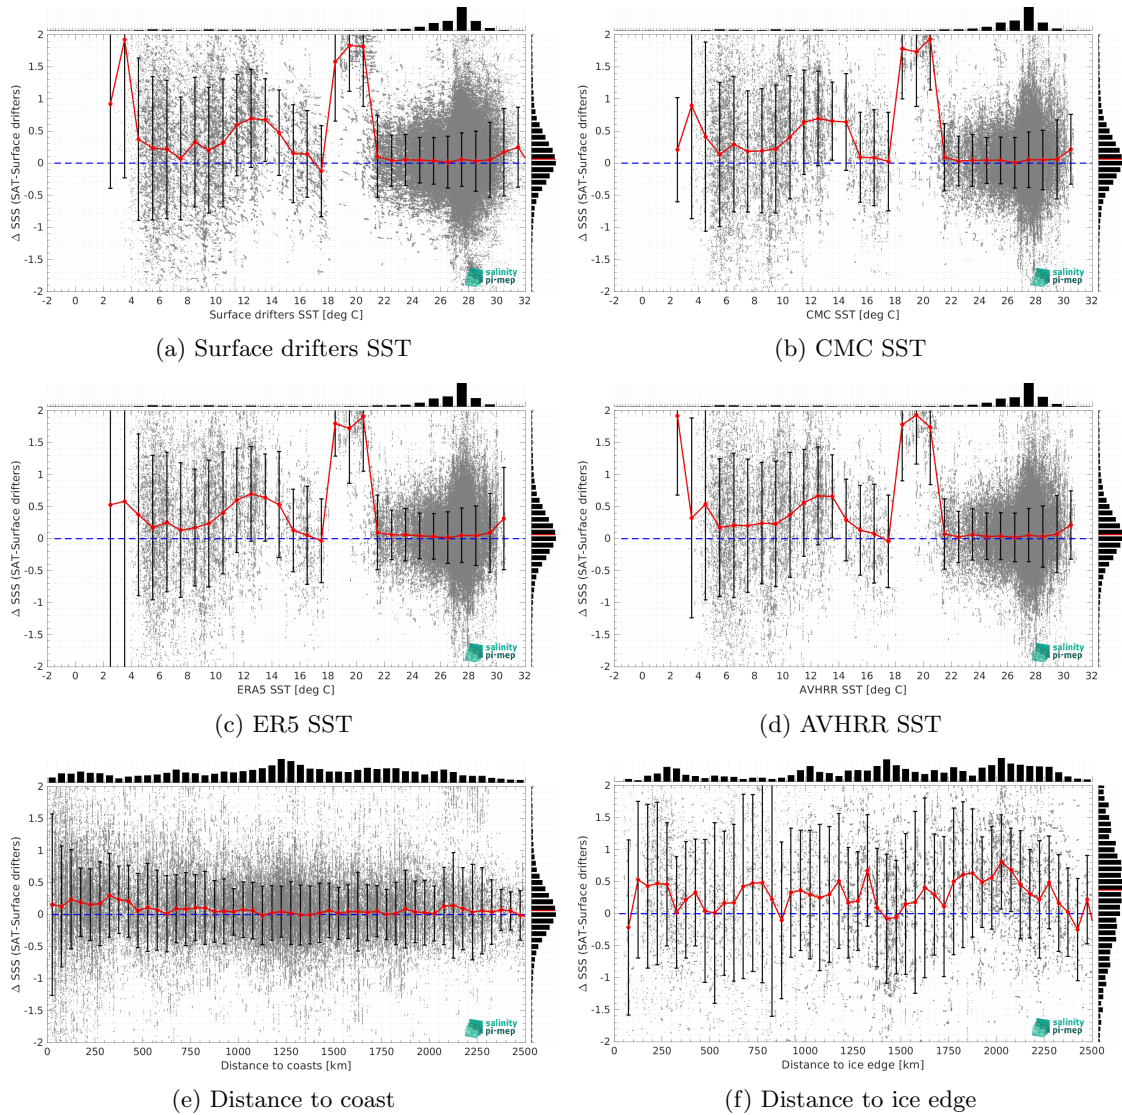 2
1.5
1
0.5
0
-0.5
-1
-1.5
-2
Δ SSS (SAT-Surface drifters)
-2 0 2 4 6 8 10 12 14 16 18 20 22 24 26 28 30 32
Surface drifters SST [deg C]
salinity
pi-mep
(a) Surface drifters SST
2
1.5
1
0.5
0
-0.5
-1
-1.5
-2
Δ SSS (SAT-Surface drifters)
-2 0 2 4 6 8 10 12 14 16 18 20 22 24 26 28 30 32
CMC SST [deg C]
salinity
pi-mep
(b) CMC SST
2
1.5
1
0.5
0
-0.5
-1
-1.5
-2
Δ SSS (SAT-Surface drifters)
-2 0 2 4 6 8 10 12 14 16 18 20 22 24 26 28 30 32
ERA5 SST [deg C]
salinity
pi-mep
(c) ER5 SST
2
1.5
1
0.5
0
-0.5
-1
-1.5
-2
Δ SSS (SAT-Surface drifters)
-2 0 2 4 6 8 10 12 14 16 18 20 22 24 26 28 30 32
AVHRR SST [deg C]
salinity
pi-mep
(d) AVHRR SST
2
1.5
1
0.5
0
-0.5
-1
-1.5
-2
Δ SSS (SAT-Surface drifters)
0 250 500 750 1000 1250 1500 1750 2000 2250 2500
Distance to coasts [km]
salinity
pi-mep
(e) Distance to coast
2
1.5
1
0.5
0
-0.5
-1
-1.5
-2
Δ SSS (SAT-Surface drifters)
0 250 500 750 1000 1250 1500 1750 2000 2250 2500
Distance to ice edge [km]
salinity
pi-mep
(f) Distance to ice edge